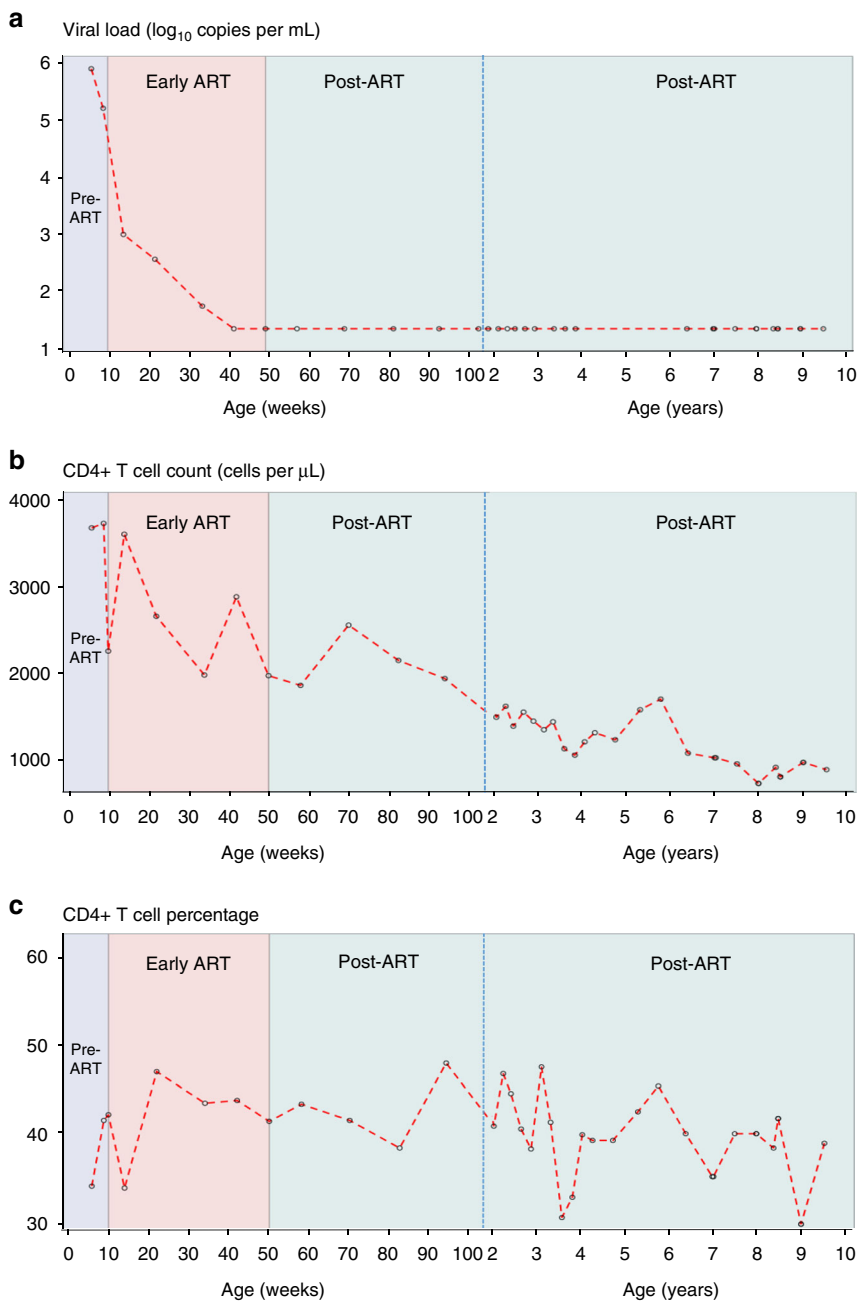 a
Viral load (log₁₀ copies per mL)
6
5
4
3
2
1
Pre-
ART
Early ART
Post-ART
Post-ART
0 10 20 30 40 50 60 70 80 90 100 2 3 4 5 6 7 8 9 10
Age (weeks)
Age (years)
b
CD4+ T cell count (cells per μL)
4000
3000
2000
1000
Pre-
ART
Early ART
Post-ART
Post-ART
0 10 20 30 40 50 60 70 80 90 100 2 3 4 5 6 7 8 9 10
Age (weeks)
Age (years)
c
CD4+ T cell percentage
60
50
40
30
Pre-
ART
Early ART
Post-ART
Post-ART
0 10 20 30 40 50 60 70 80 90 100 2 3 4 5 6 7 8 9 10
Age (weeks)
Age (years)